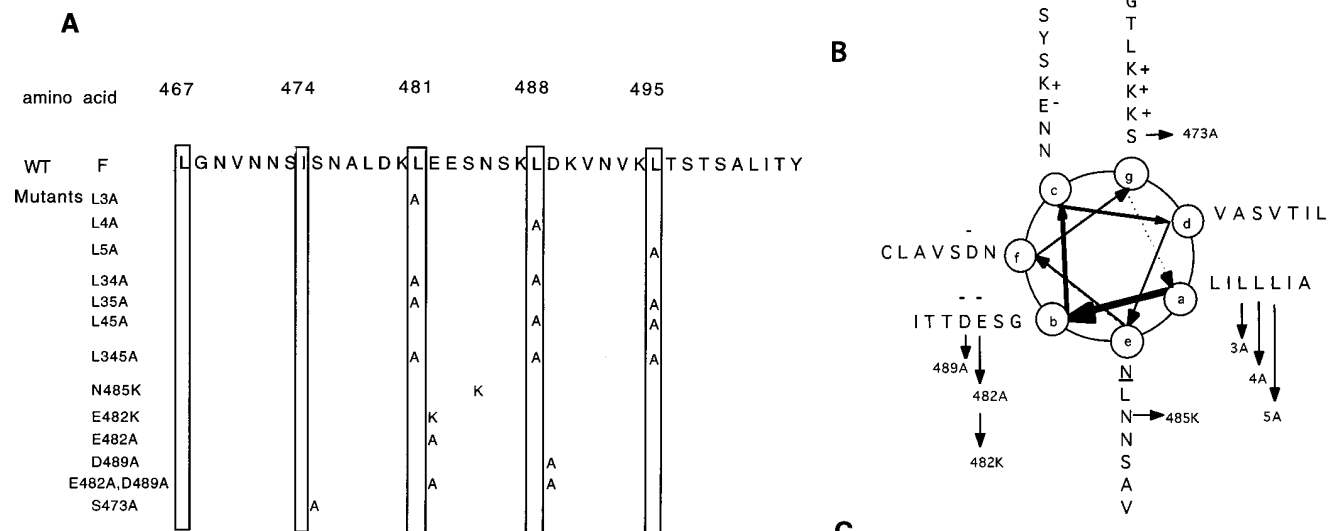 A
amino acid 467 474 481 488 495
WT F LGNVNNSISNALDKLEESNSKLDKVNVKLTSTSALITY
Mutants L3A A
L4A A
L5A A
L34A A A
L35A A A
L45A A A
L345A A A A
N485K K
E482K K
E482A A
D489A A
E482A,D489A A A
S473A A
B
S
Y
S
K+
E-
N
N
G
T
L
K+
K+
K+
S 473A
c
g
d VASVTIL
CLAVSDN f
-
a LILLLIA
3A
4A
5A
- -
ITTDESG b
489A
482A
482K
e
N
L
N 485K
N
S
A
V
C